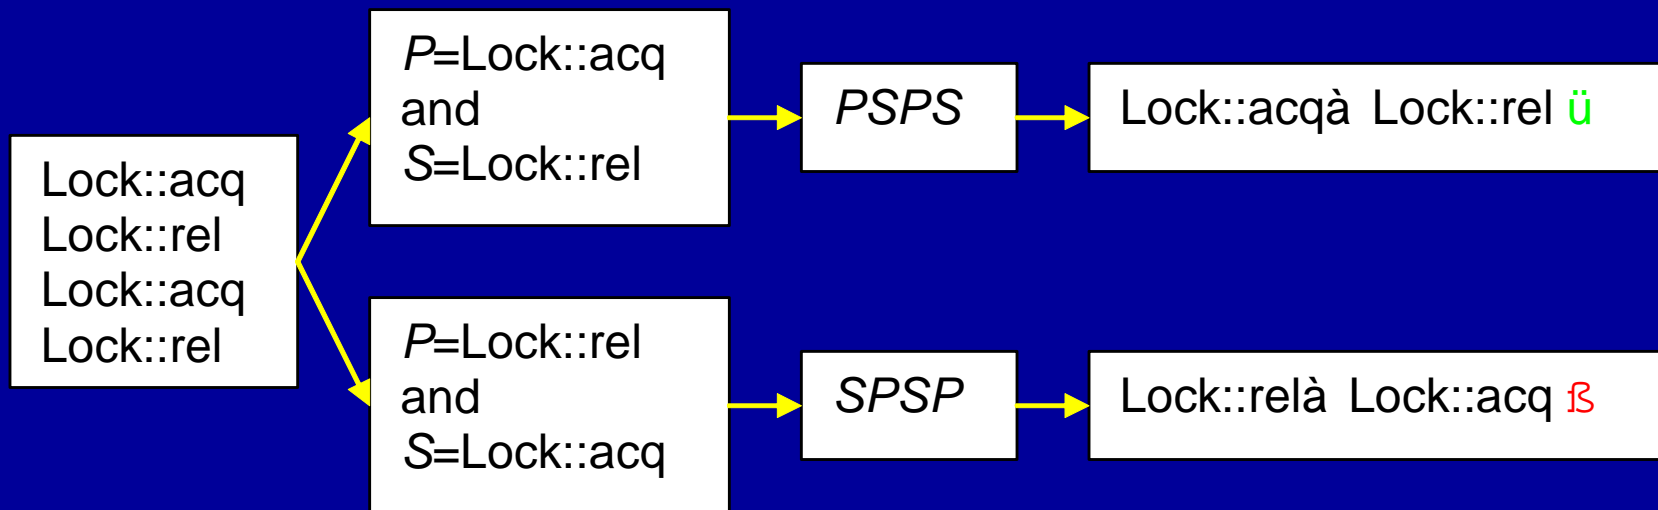 Lock::acq
Lock::rel
Lock::acq
Lock::rel
P=Lock::acq
and
S=Lock::rel
PSPS
Lock::acqà Lock::rel ü
P=Lock::rel
and
S=Lock::acq
SPSP
Lock::relà Lock::acq ß